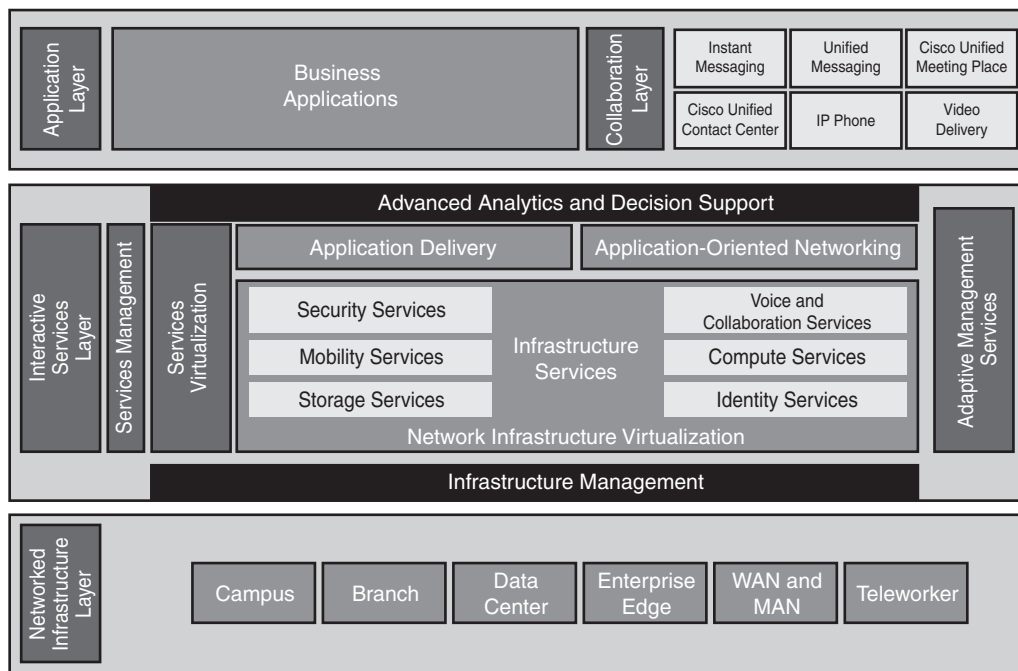 Application
Layer
Business
Applications
Collaboration
Layer
Instant
Messaging
Unified
Messaging
Cisco Unified
Meeting Place
Cisco Unified
Contact Center
IP Phone
Video
Delivery
Advanced Analytics and Decision Support
Interactive
Services
Layer
Services Management
Services
Virtualization
Application Delivery
Application-Oriented Networking
Security Services
Mobility Services
Storage Services
Infrastructure
Services
Voice and
Collaboration Services
Compute Services
Identity Services
Network Infrastructure Virtualization
Adaptive Management
Services
Infrastructure Management
Networked
Infrastructure
Layer
Campus
Branch
Data
Center
Enterprise
Edge
WAN and
MAN
Teleworker